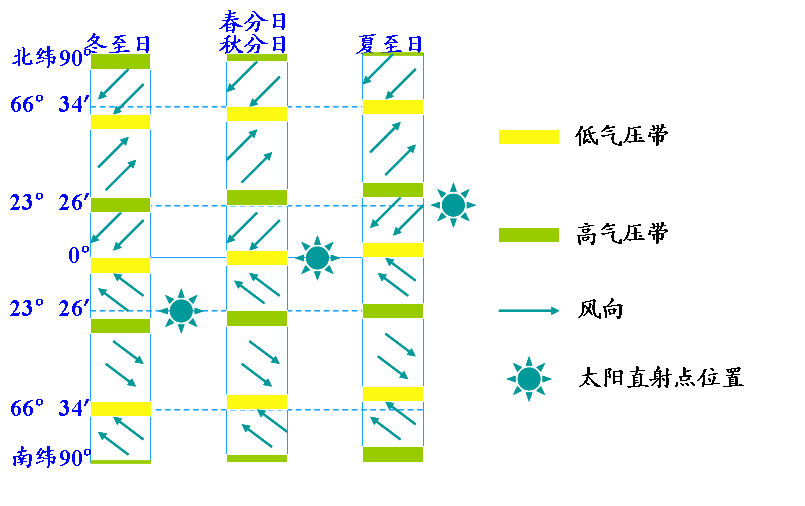 冬至日
春分日
秋分日
夏至日
北纬90°
66° 34′
23° 26′
0°
23° 26′
66° 34′
南纬90°
低气压带
高气压带
风向
太阳直射点位置